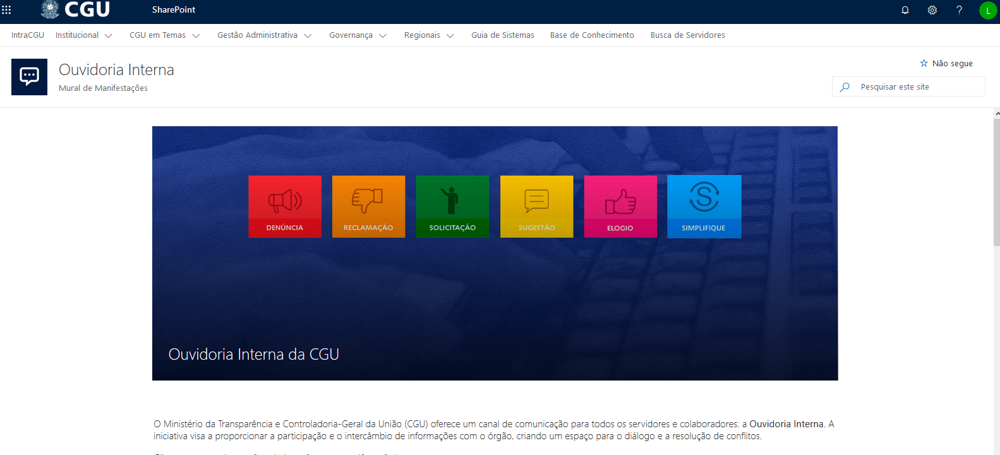 CGU
SharePoint
?
L
IntraCGU Institucional CGU em Temas Gestão Administrativa Governança Regionais Guia de Sistemas Base de Conhecimento Busca de Servidores
Ouvidoria Interna
Mural de Manifestações
Não segue
Pesquisar este site
DENÚNCIA
RECLAMAÇÃO
SOLICITAÇÃO
SUGESTÃO
ELOGIO
S
SIMPLIFIQUE
Ouvidoria Interna da CGU
O Ministério da Transparência e Controladoria-Geral da União (CGU) oferece um canal de comunicação para todos os servidores e colaboradores: a Ouvidoria Interna. A
iniciativa visa a proporcionar a participação e o intercâmbio de informações com o órgão, criando um espaço para o diálogo e a resolução de conflitos.